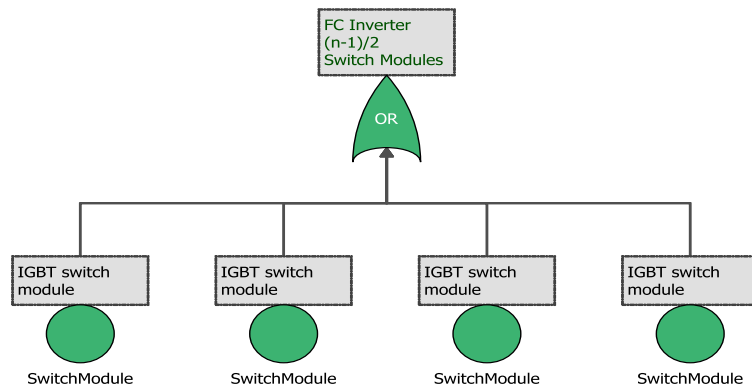 FC Inverter
(n-1)/2
Switch Modules
OR
IGBT switch
module
IGBT switch
module
IGBT switch
module
IGBT switch
module
SwitchModule
SwitchModule
SwitchModule
SwitchModule